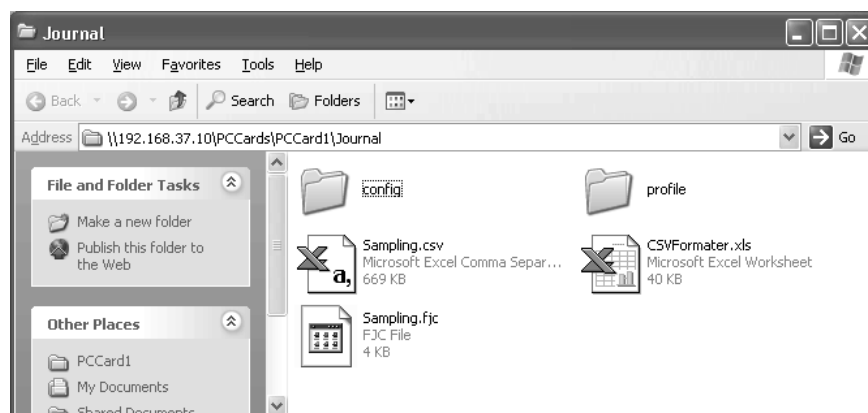 Journal
File Edit View Favorites Tools Help
Back Search Folders
Address \\192.168.37.10\PCCards\PCCard1\Journal Go
File and Folder Tasks
Make a new folder
Publish this folder to
the Web
Other Places
PCCard1
My Documents
Shared Documents
config
profile
Sampling.csv
Microsoft Excel Comma Separ...
669 KB
CSVFormater.xls
Microsoft Excel Worksheet
40 KB
Sampling.fjc
FJC File
4 KB